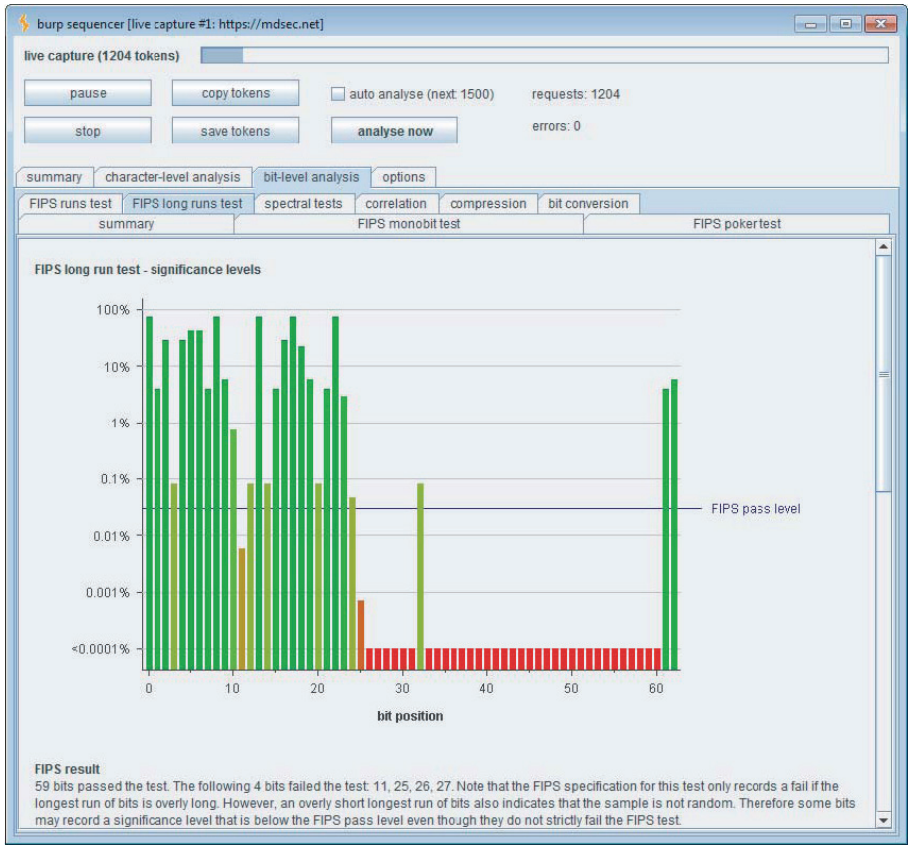 burp sequencer [live capture #1: https://mdsec.net]
live capture (1204 tokens)
pause copy tokens auto analyse (next: 1500) requests: 1204
stop save tokens analyse now errors: 0
summary character-level analysis bit-level analysis options
FIPS runs test FIPS long runs test spectral tests correlation compression bit conversion
summary FIPS monobit test FIPS poker test
FIPS long run test - significance levels
100%
10%
1%
0.1%
FIPS pass level
0.01%
0.001%
<0.0001%
0 10 20 30 40 50 60
bit position
FIPS result
59 bits passed the test. The following 4 bits failed the test: 11, 25, 26, 27. Note that the FIPS specification for this test only records a fail if the
longest run of bits is overly long. However, an overly short longest run of bits also indicates that the sample is not random. Therefore some bits
may record a significance level that is below the FIPS pass level even though they do not strictly fail the FIPS test.